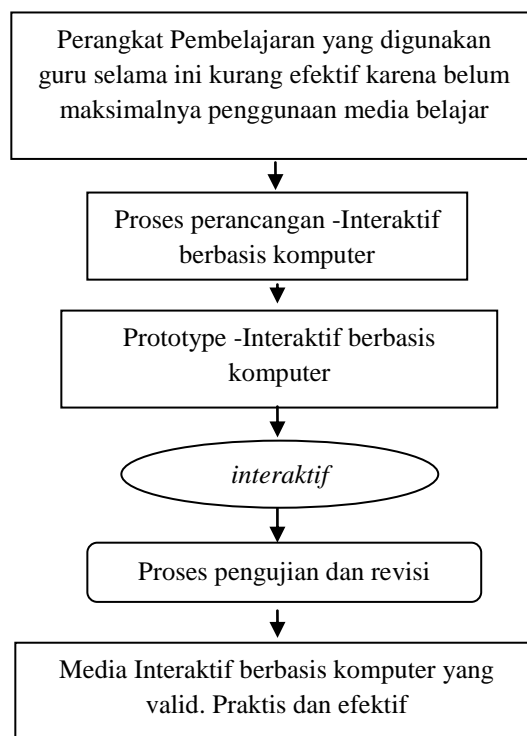 Perangkat Pembelajaran yang digunakan
guru selama ini kurang efektif karena belum
maksimalnya penggunaan media belajar
Proses perancangan -Interaktif
berbasis komputer
Prototype -Interaktif berbasis
komputer
interaktif
Proses pengujian dan revisi
Media Interaktif berbasis komputer yang
valid. Praktis dan efektif